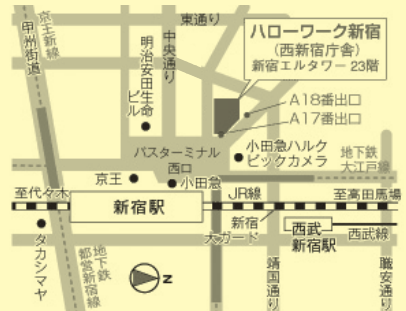 東通り
ハローワーク新宿
(西新宿庁舎)
新宿エルタワー 23階
甲州街道
京王新線
明治安田生命
ビル
中央通り
A18番出口
A17番出口
バスターミナル
西口
小田急ハルク
ビックカメラ
地下鉄
大江戸線
京王
小田急
至代々木
新宿駅
JR線
至高田馬場
新宿
大ガード
西武
新宿駅
西武線
タカシマヤ
地下鉄
都営新宿線
N
靖国通り
職安通り